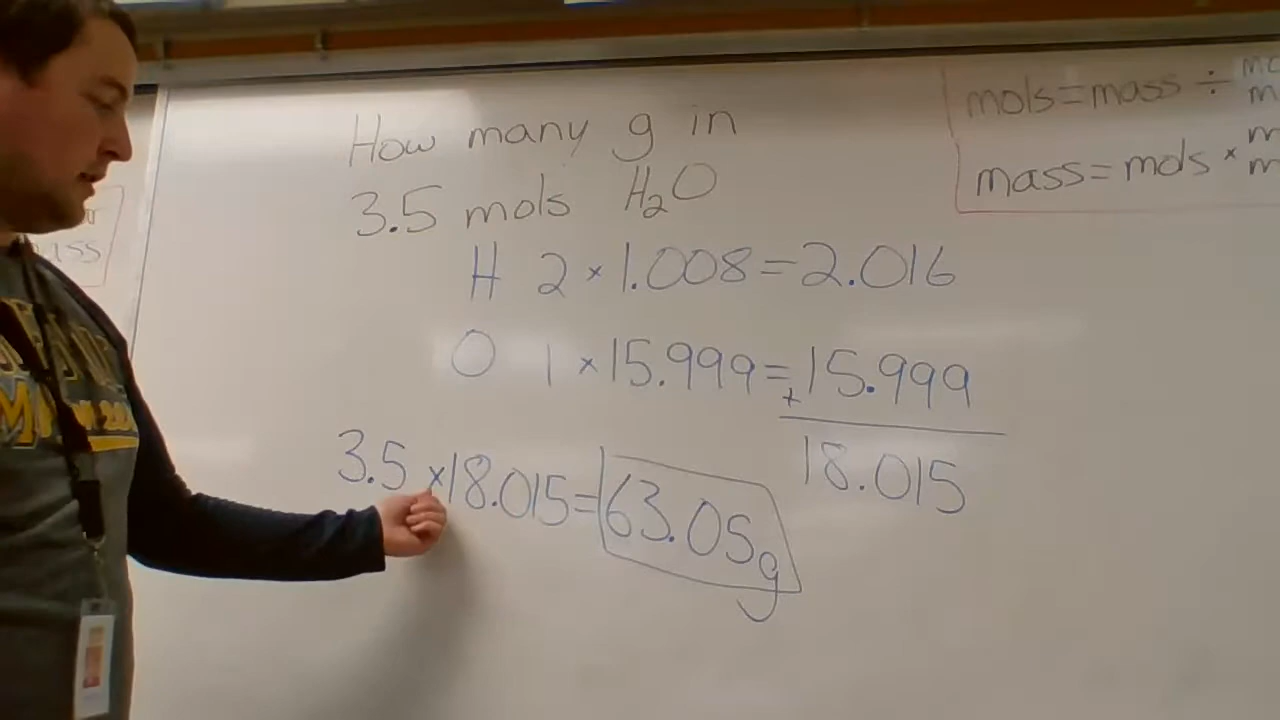 How many g in
3.5 mols H₂O
H 2 × 1.008 = 2.016
O 1 × 15.999 = 15.999
+
18.015
3.5 × 18.015 = 63.05g
mols = mass ÷
mass = mols ×